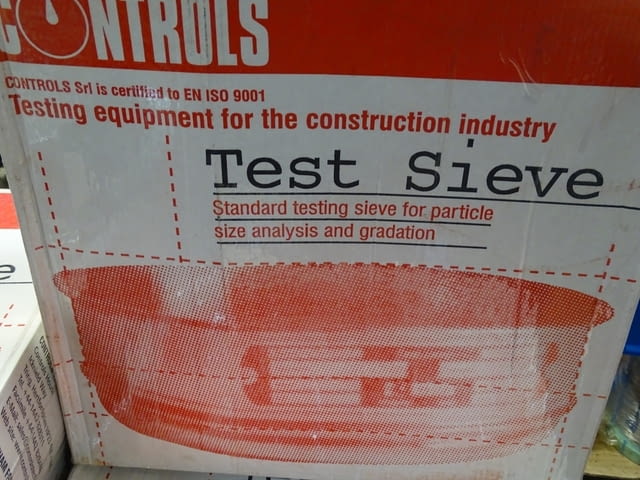 CONTROLS
CONTROLS Srl is certified to EN ISO 9001
Testing equipment for the construction industry
Test Sieve
Standard testing sieve for particle
size analysis and gradation